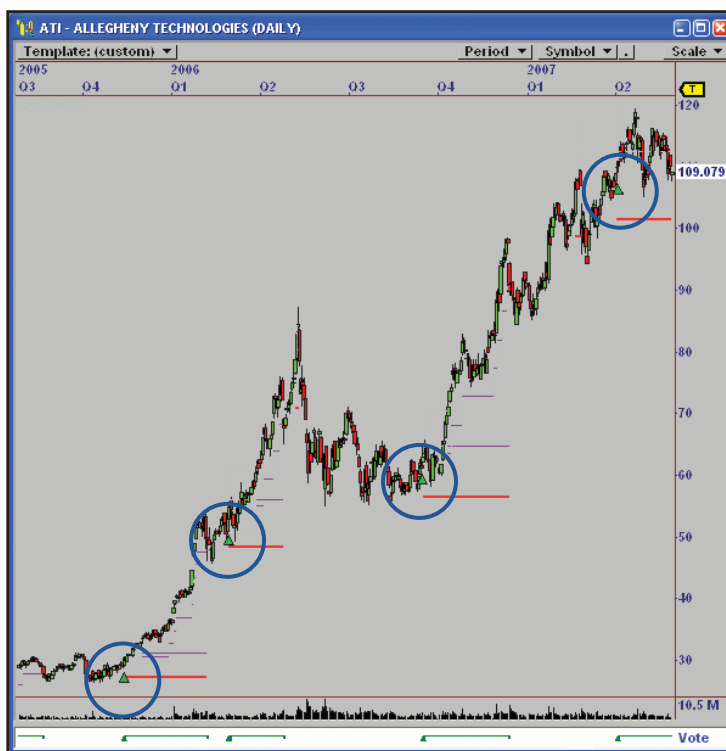 ATI - ALLEGHENY TECHNOLOGIES (DAILY)
Template: (custom) Period Symbol . Scale
2005 2006 2007
Q3 Q4 Q1 Q2 Q3 Q4 Q1 Q2
T
120
109.079
100
90
80
70
60
50
40
30
10.5 M
Vote